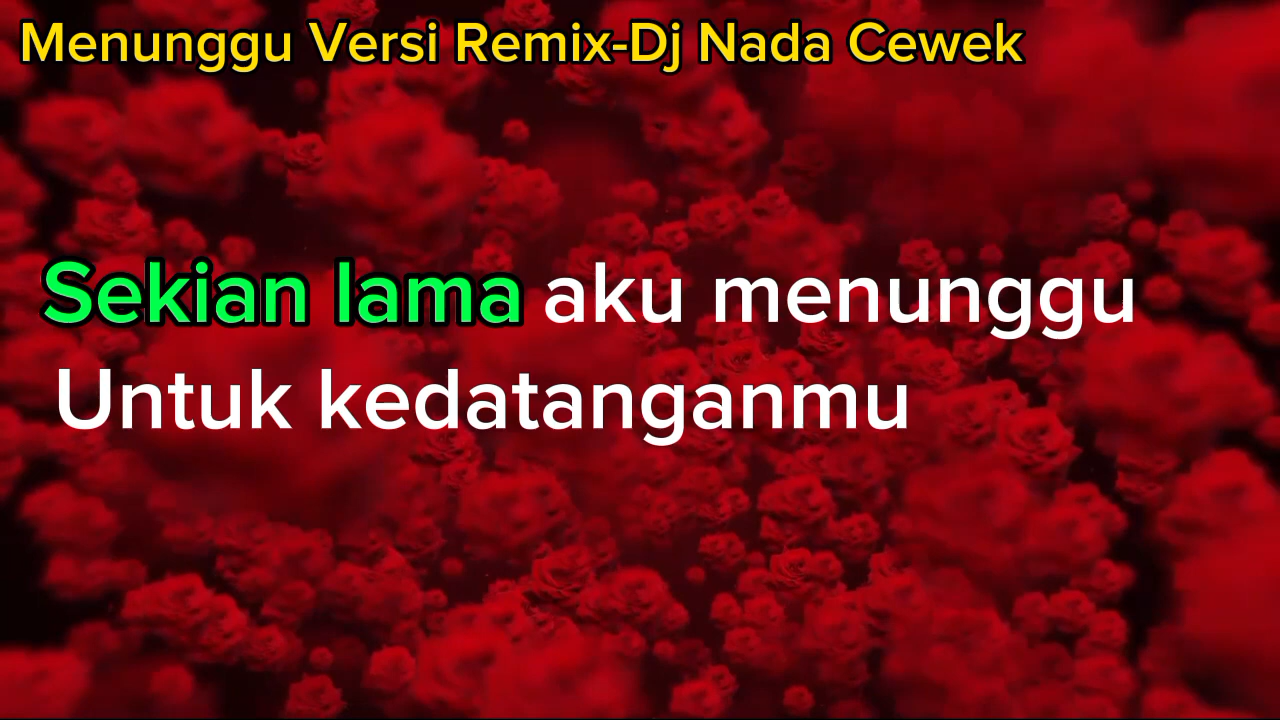 Menunggu Versi Remix-Dj Nada Cewek
Sekian lama aku menunggu
Untuk kedatanganmu